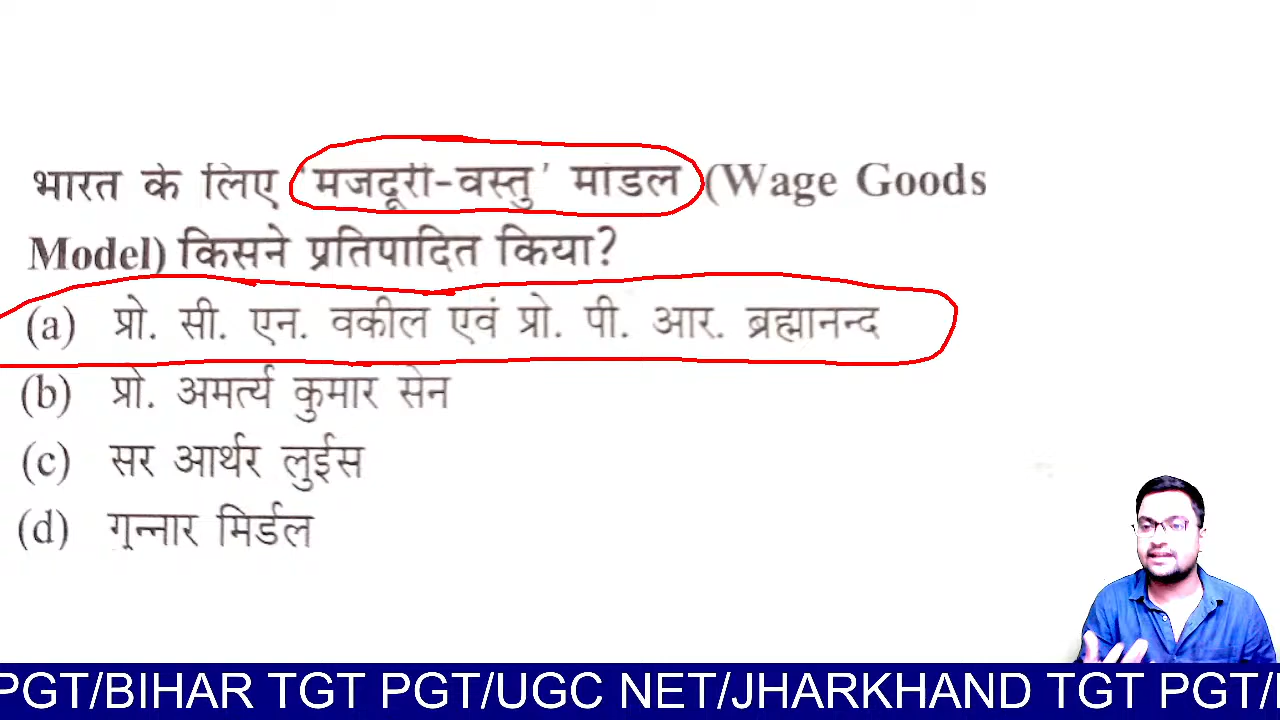 भारत के लिए 'मजदूरी-वस्तु' मॉडल (Wage Goods
Model) किसने प्रतिपादित किया?
(a) प्रो. सी. एन. वकील एवं प्रो. पी. आर. ब्रह्मानन्द
(b) प्रो. अमर्त्य कुमार सेन
(c) सर आर्थर लुईस
(d) गुन्नार मिर्डल
PGT/BIHAR TGT PGT/UGC NET/JHARKHAND TGT PGT/